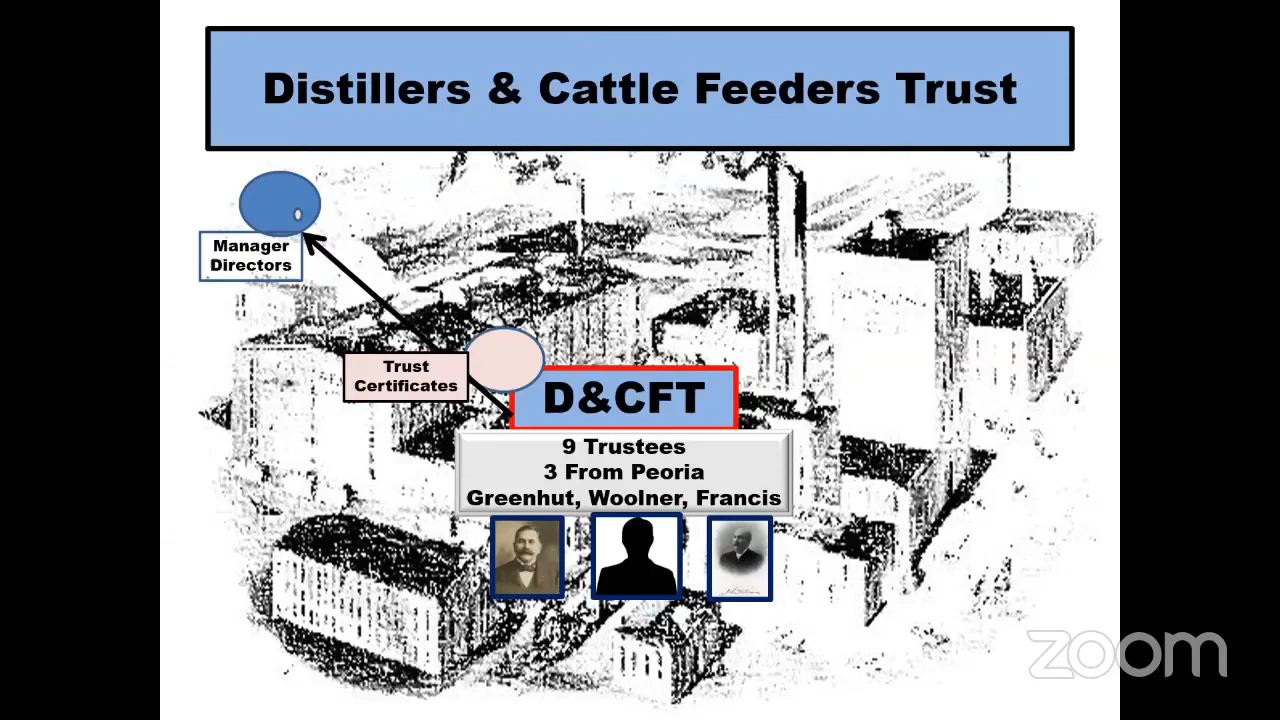 Distillers & Cattle Feeders Trust
Manager
Directors
Trust
Certificates
D&CFT
9 Trustees
3 From Peoria
Greenhut, Woolner, Francis
zoom